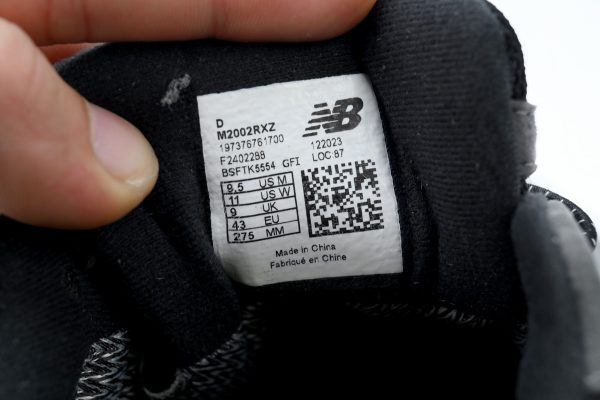 D
M2002RXZ
197376761700
F2402288
BSFTK5554 GFI
NB
122023
LOC:87
9.5 US M
11 US W
9 UK
43 EU
275 MM
Made in China
Fabriqué en Chine